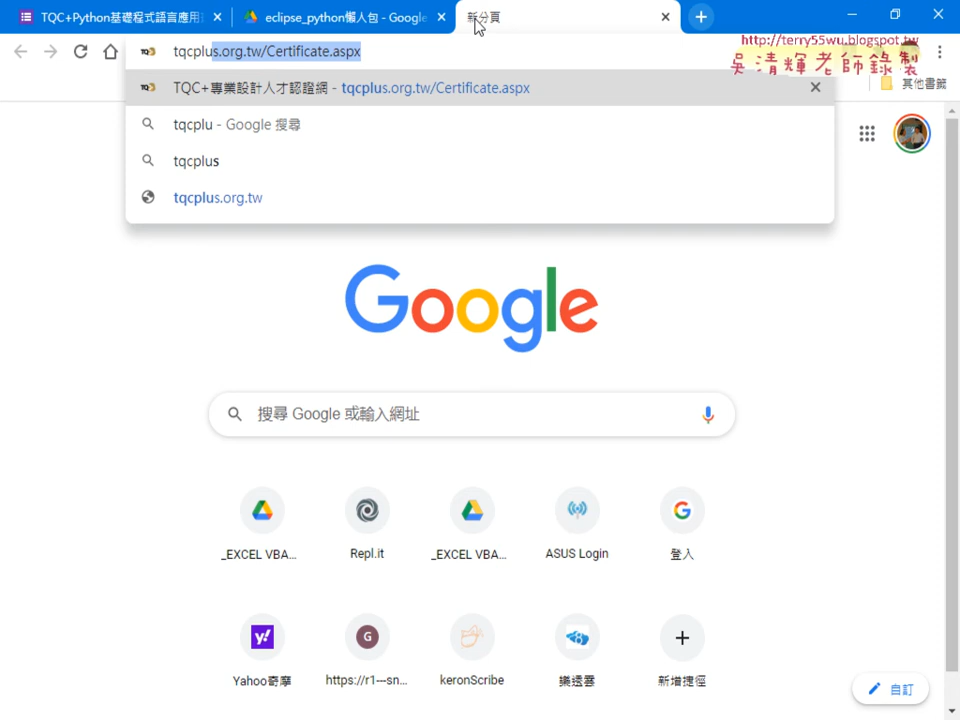 TQC+Python基礎程式語言應用
eclipse_python懶人包 - Google
新分頁
tqcplus.org.tw/Certificate.aspx
http://terry55wu.blogspot.tw
吳清輝老師錄製
其他書籤
TQC+專業設計人才認證網 - tqcplus.org.tw/Certificate.aspx
tqcplu - Google 搜尋
tqcplus
tqcplus.org.tw
Google
搜尋 Google 或輸入網址
_EXCEL VBA...
Repl.it
_EXCEL VBA...
ASUS Login
登入
Yahoo奇摩
https://r1---sn...
keronScribe
新增捷徑
自訂